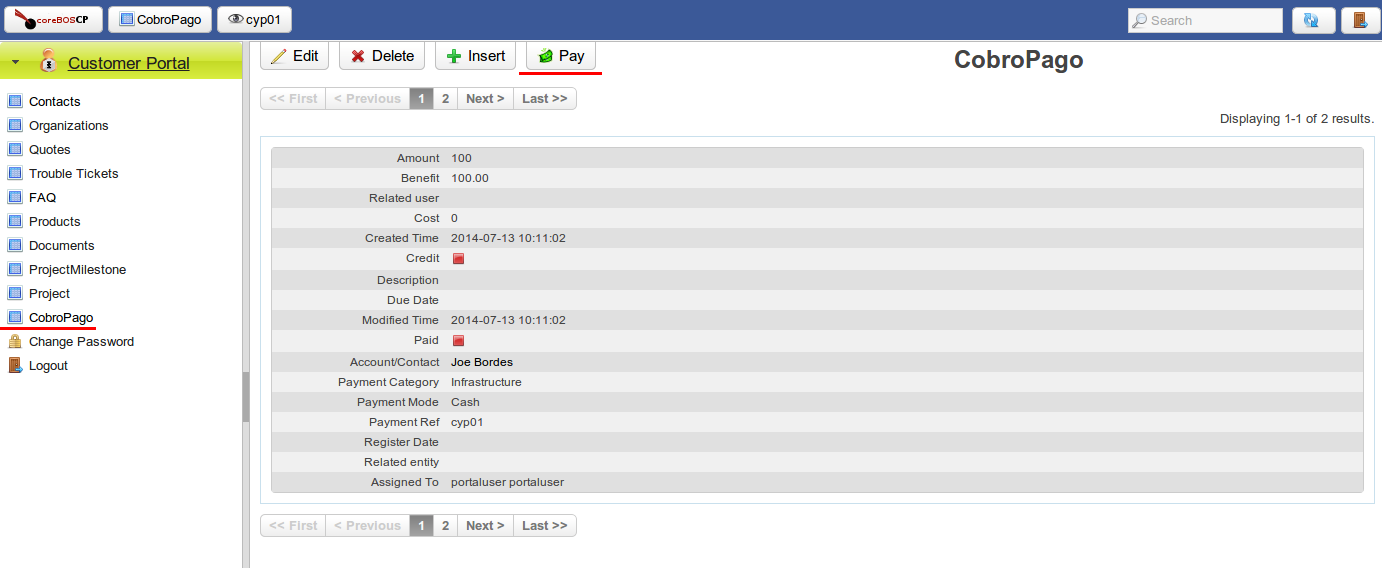 coreBOSCP CobroPago cyp01 Search
Customer Portal
Contacts
Organizations
Quotes
Trouble Tickets
FAQ
Products
Documents
ProjectMilestone
Project
CobroPago
Change Password
Logout
Edit Delete Insert Pay
CobroPago
<< First < Previous 1 2 Next > Last >>
Displaying 1-1 of 2 results.
Amount 100
Benefit 100.00
Related user
Cost 0
Created Time 2014-07-13 10:11:02
Credit
Description
Due Date
Modified Time 2014-07-13 10:11:02
Paid
Account/Contact Joe Bordes
Payment Category Infrastructure
Payment Mode Cash
Payment Ref cyp01
Register Date
Related entity
Assigned To portaluser portaluser
<< First < Previous 1 2 Next > Last >>